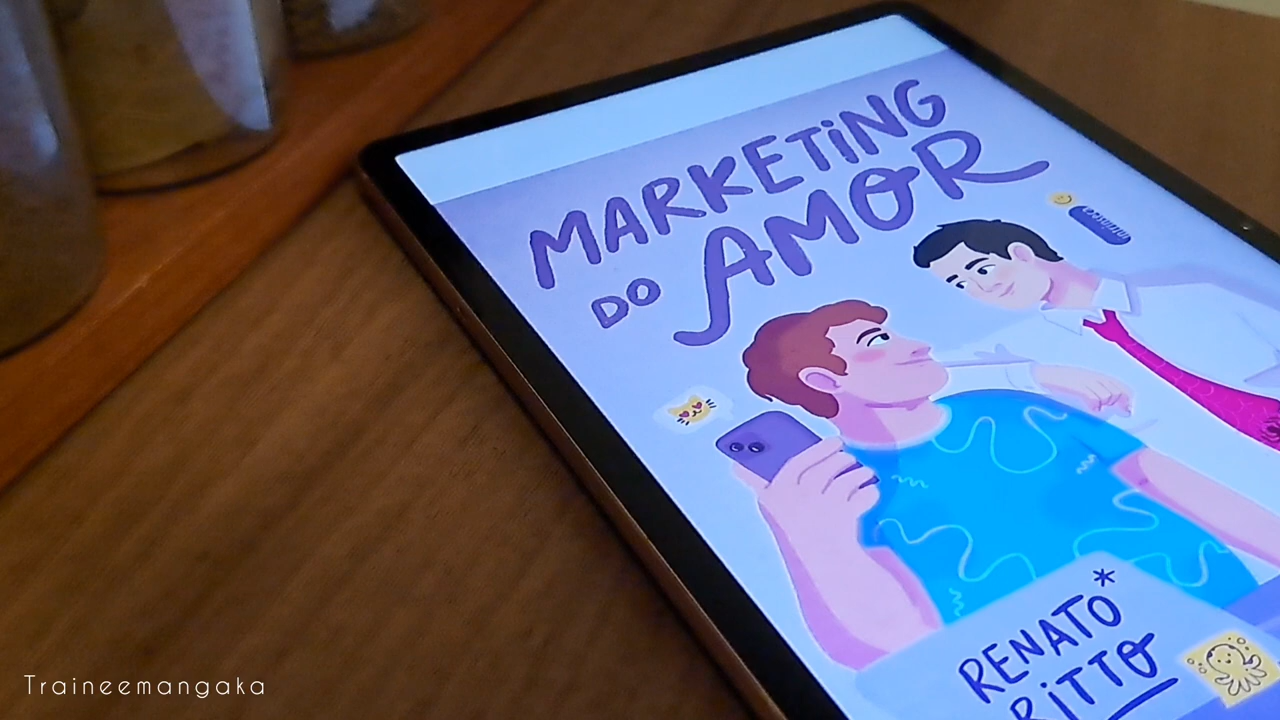 MARKETiNG
DO AMOR
RENATO
RiTTO
Traineemangaka